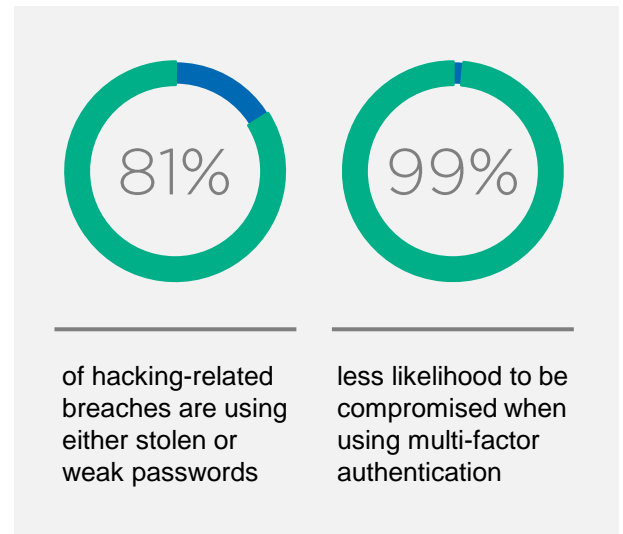 81%
of hacking-related
breaches are using
either stolen or
weak passwords
99%
less likelihood to be
compromised when
using multi-factor
authentication